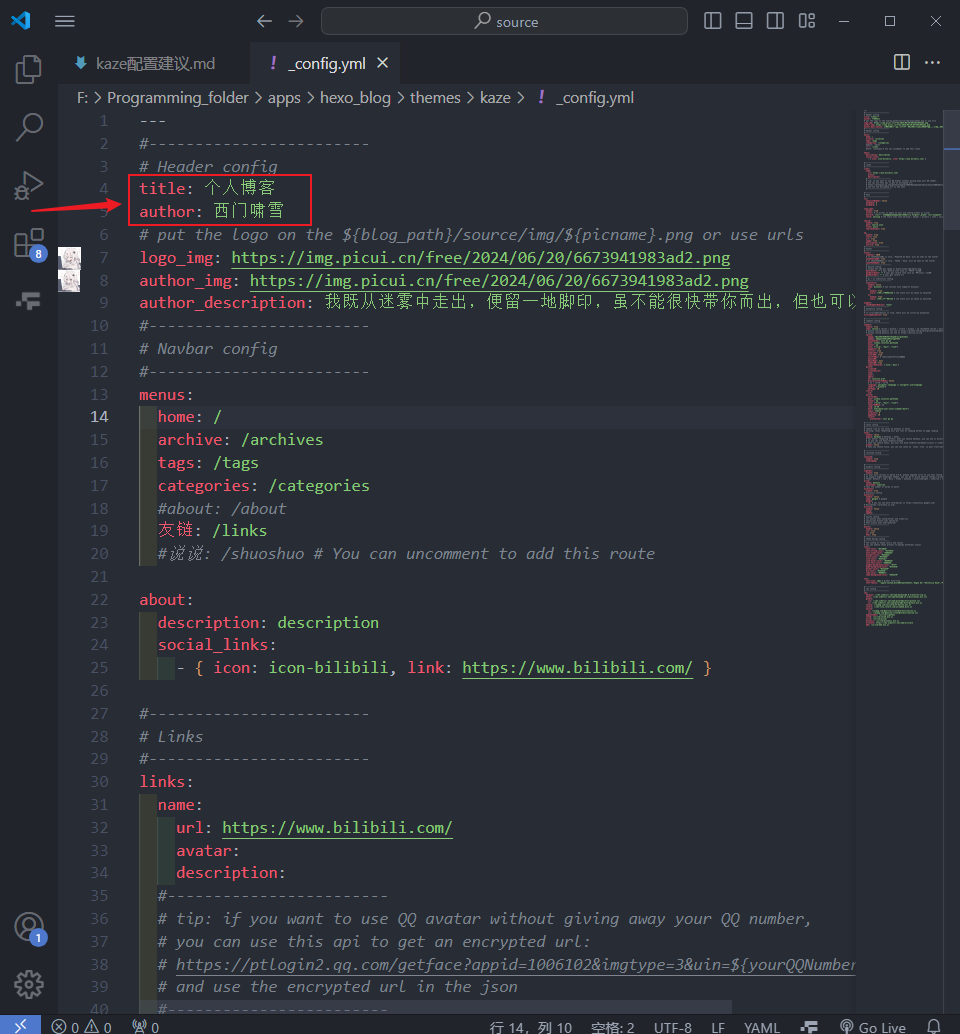 source
kaze配置建议.md
! _config.yml
F: > Programming_folder > apps > hexo_blog > themes > kaze > ! _config.yml
1 ---
2 #------------------------
3 # Header config
4 title: 个人博客
5 author: 西门啸雪
6 # put the logo on the ${blog_path}/source/img/${picname}.png or use urls
7 logo_img: https://img.picui.cn/free/2024/06/20/6673941983ad2.png
8 author_img: https://img.picui.cn/free/2024/06/20/6673941983ad2.png
9 author_description: 我既从迷雾中走出，便留一地脚印，虽不能很快带你而出，但也可以
10 #------------------------
11 # Navbar config
12 #------------------------
13 menus:
14 home: /
15 archive: /archives
16 tags: /tags
17 categories: /categories
18 #about: /about
19 友链: /links
20 #说说: /shuoshuo # You can uncomment to add this route
21
22 about:
23 description: description
24 social_links:
25 - { icon: icon-bilibili, link: https://www.bilibili.com/ }
26
27 #------------------------
28 # Links
29 #------------------------
30 links:
31 name:
32 url: https://www.bilibili.com/
33 avatar:
34 description:
35 #------------------------
36 # tip: if you want to use QQ avatar without giving away your QQ number,
37 # you can use this api to get an encrypted url:
38 # https://ptlogin2.qq.com/getface?appid=1006102&imgtype=3&uin=${yourQQNumber
39 # and use the encrypted url in the json
40 #------------------------
8
1
0 0 0 行 14，列 10 空格: 2 UTF-8 LF YAML Go Live